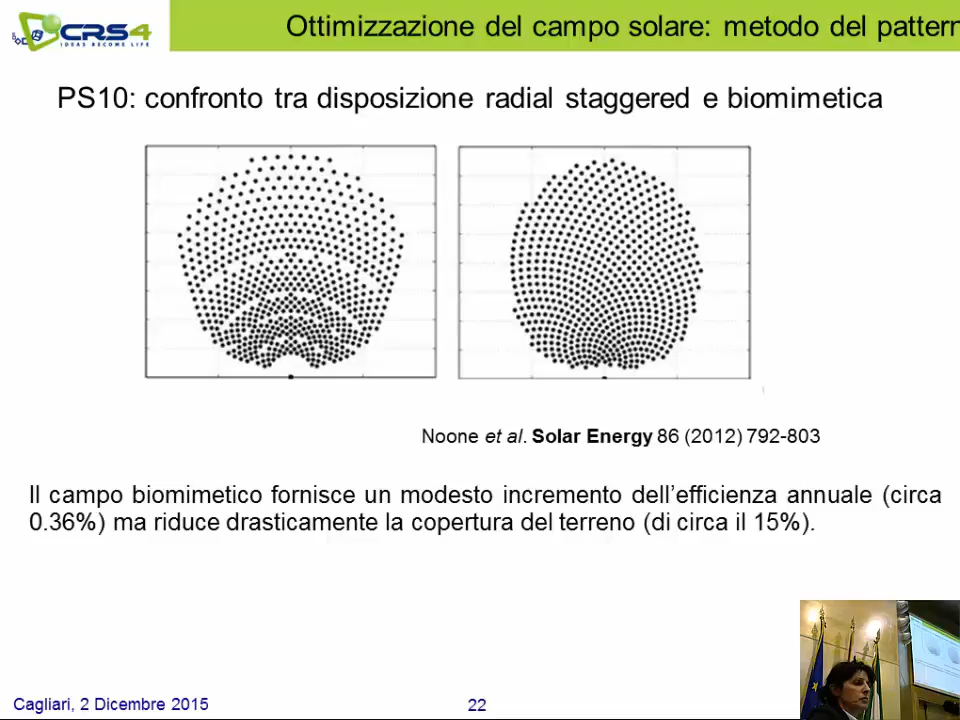 CRS4
IDEAS BECOME LIFE
Ottimizzazione del campo solare: metodo del pattern
PS10: confronto tra disposizione radial staggered e biomimetica
Noone et al. Solar Energy 86 (2012) 792-803
Il campo biomimetico fornisce un modesto incremento dell’efficienza annuale (circa
0.36%) ma riduce drasticamente la copertura del terreno (di circa il 15%).
Cagliari, 2 Dicembre 2015
22